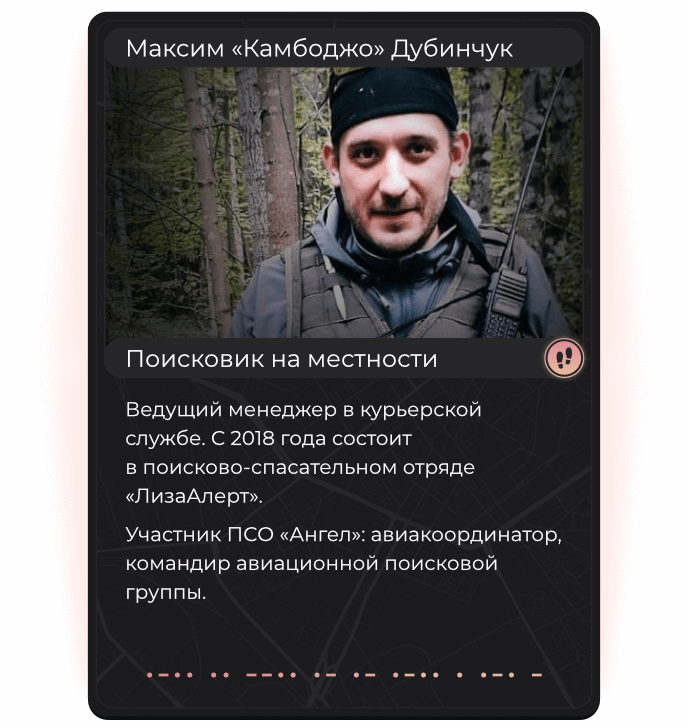 Максим «Камбоджо» Дубинчук
Поисковик на местности
Ведущий менеджер в курьерской
службе. С 2018 года состоит
в поисково-спасательном отряде
«ЛизаАлерт».
Участник ПСО «Ангел»: авиакоординатор,
командир авиационной поисковой
группы.